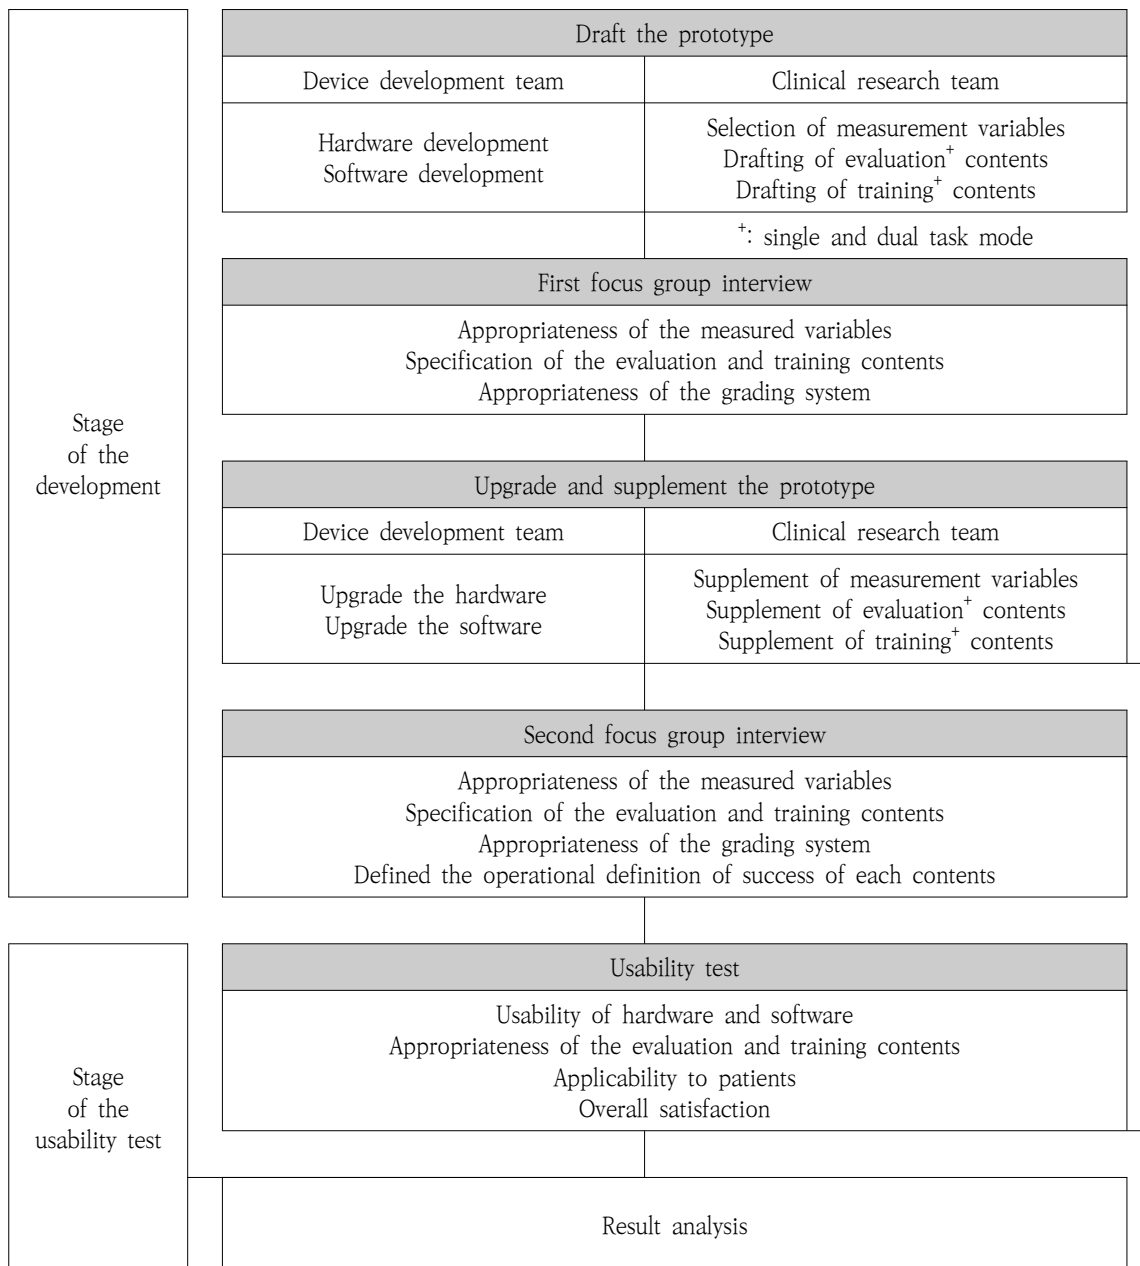 Draft the prototype
Device development team
Clinical research team
Hardware development
Software development
Selection of measurement variables
Drafting of evaluation⁺ contents
Drafting of training⁺ contents
⁺: single and dual task mode
First focus group interview
Appropriateness of the measured variables
Specification of the evaluation and training contents
Appropriateness of the grading system
Stage
of the
development
Upgrade and supplement the prototype
Device development team
Clinical research team
Upgrade the hardware
Upgrade the software
Supplement of measurement variables
Supplement of evaluation⁺ contents
Supplement of training⁺ contents
Second focus group interview
Appropriateness of the measured variables
Specification of the evaluation and training contents
Appropriateness of the grading system
Defined the operational definition of success of each contents
Usability test
Usability of hardware and software
Appropriateness of the evaluation and training contents
Applicability to patients
Overall satisfaction
Stage
of the
usability test
Result analysis